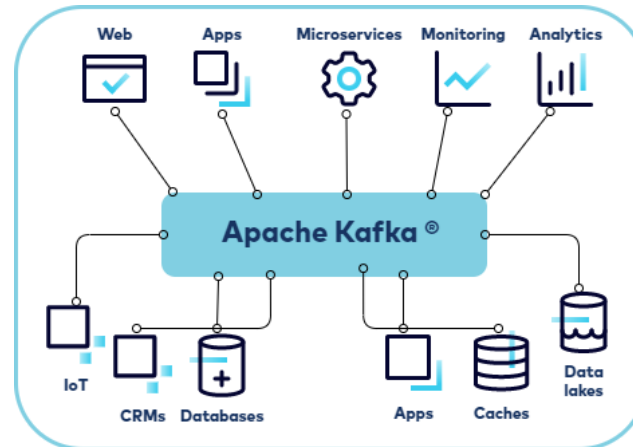 Web
Apps
Microservices
Monitoring
Analytics
Apache Kafka ®
IoT
CRMs
Databases
Apps
Caches
Data
lakes